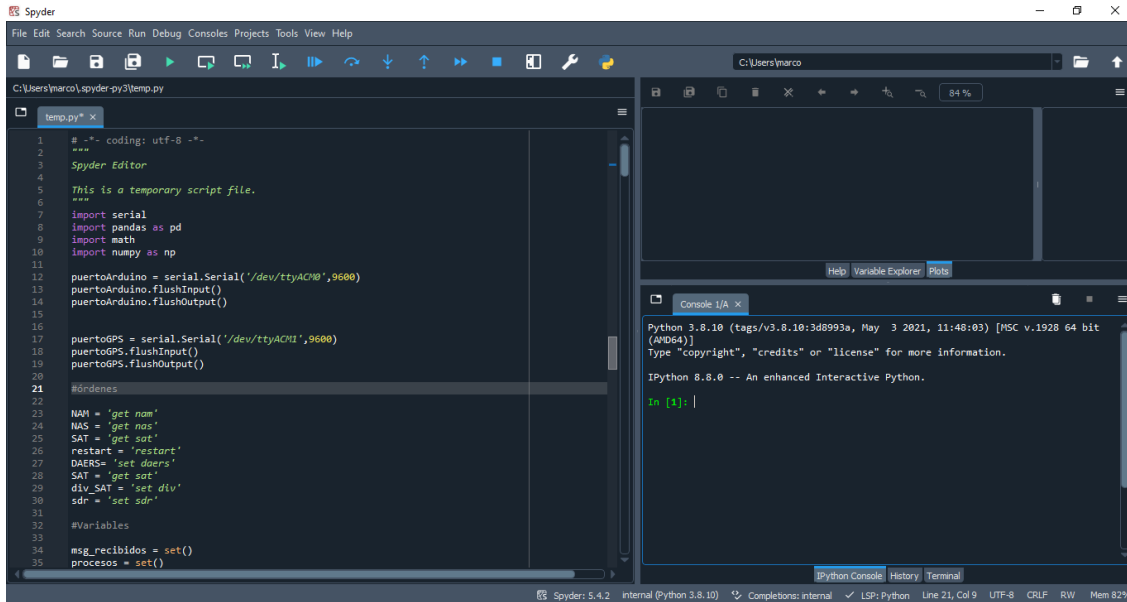 Spyder
File Edit Search Source Run Debug Consoles Projects Tools View Help
C:\Users\marco
C:\Users\marco\.spyder-py3\temp.py
temp.py*
1 # -*- coding: utf-8 -*-
2 """
3 Spyder Editor
4
5 This is a temporary script file.
6 """
7 import serial
8 import pandas as pd
9 import math
10 import numpy as np
11
12 puertoArduino = serial.Serial('/dev/ttyACM0',9600)
13 puertoArduino.flushInput()
14 puertoArduino.flushOutput()
15
16
17 puertoGPS = serial.Serial('/dev/ttyACM1',9600)
18 puertoGPS.flushInput()
19 puertoGPS.flushOutput()
20
21 #órdenes
22
23 NAM = 'get nam'
24 NAS = 'get nas'
25 SAT = 'get sat'
26 restart = 'restart'
27 DAERS= 'set daers'
28 SAT = 'get sat'
29 div_SAT = 'set div'
30 sdr = 'set sdr'
31
32 #Variables
33
34 msg_recibidos = set()
35 procesos = set()
84 %
Help Variable Explorer Plots
Console 1/A
Python 3.8.10 (tags/v3.8.10:3d8993a, May 3 2021, 11:48:03) [MSC v.1928 64 bit
(AMD64)]
Type "copyright", "credits" or "license" for more information.
IPython 8.8.0 -- An enhanced Interactive Python.
In [1]:
IPython Console History Terminal
Spyder: 5.4.2 internal (Python 3.8.10) Completions: internal LSP: Python Line 21, Col 9 UTF-8 CRLF RW Mem 82%